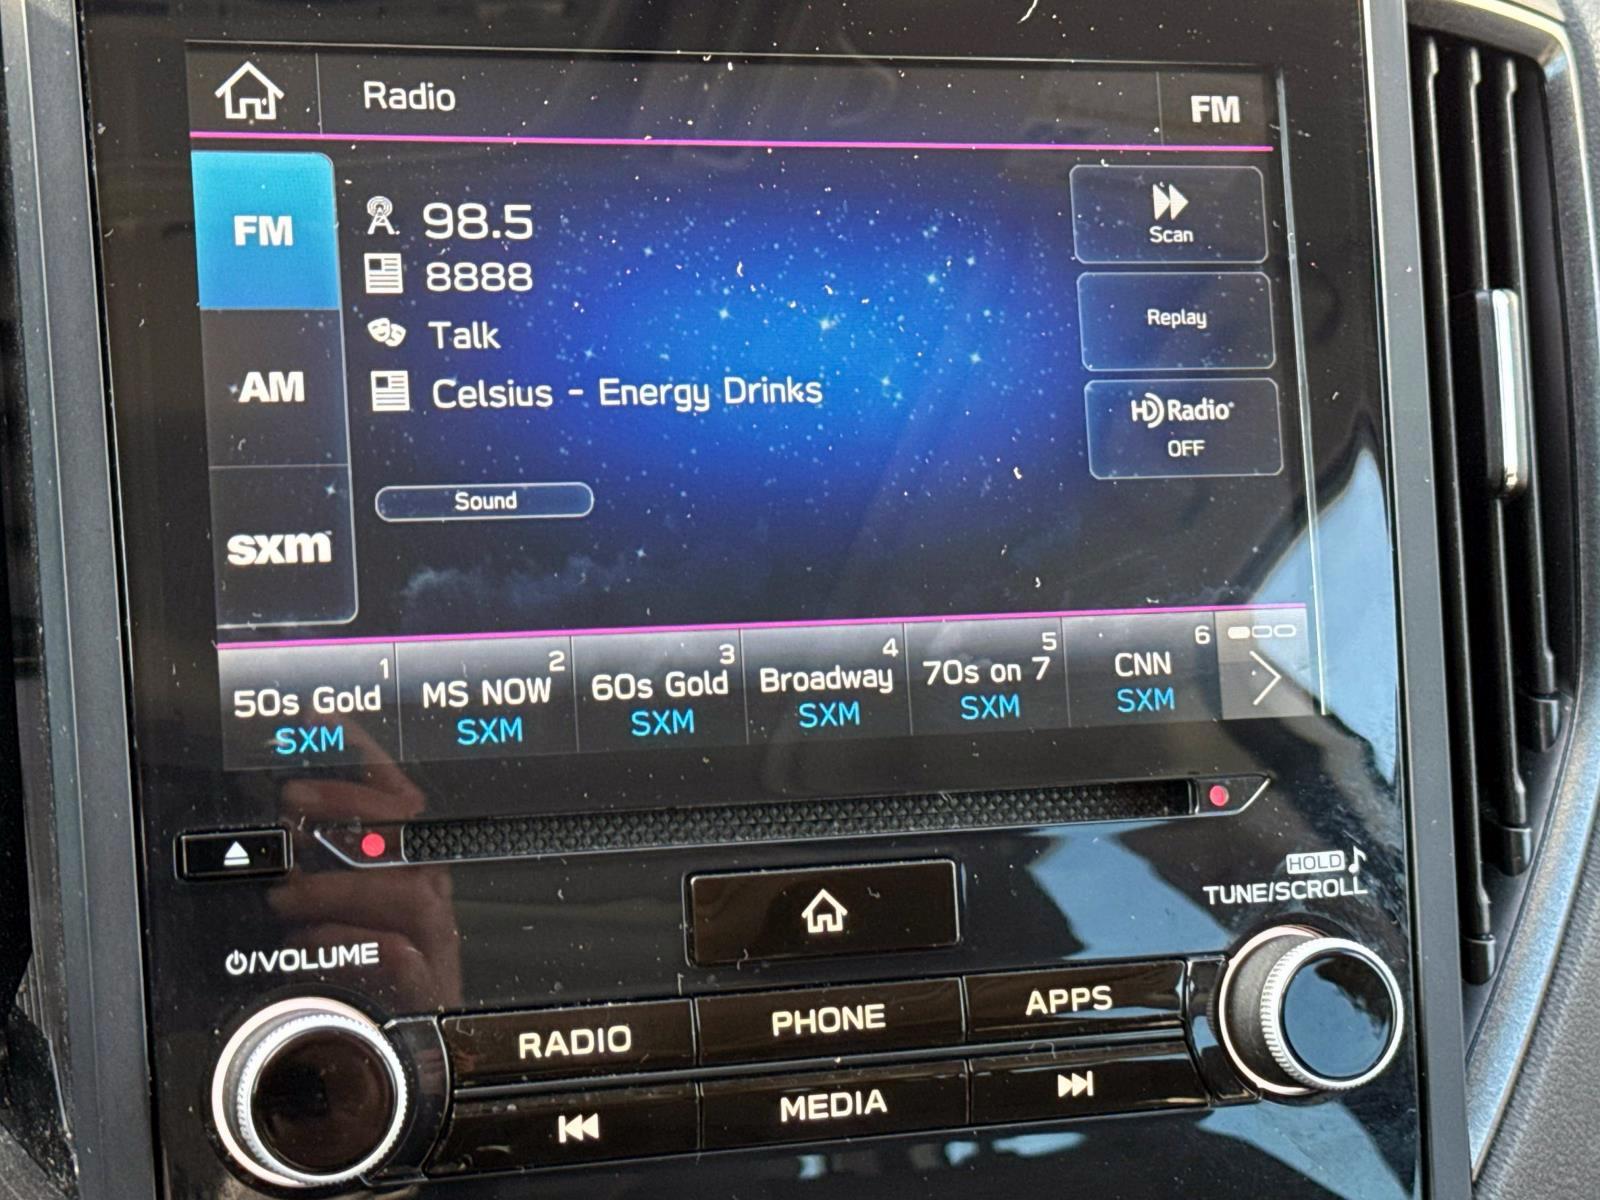 Radio
FM
FM
98.5
8888
Talk
Celsius - Energy Drinks
Scan
Replay
HD Radio
OFF
AM
Sound
sxm
1
50s Gold
SXM
2
MS NOW
SXM
3
60s Gold
SXM
4
Broadway
SXM
5
70s on 7
SXM
6
CNN
SXM
HOLD
TUNE/SCROLL
/VOLUME
RADIO
PHONE
APPS
MEDIA